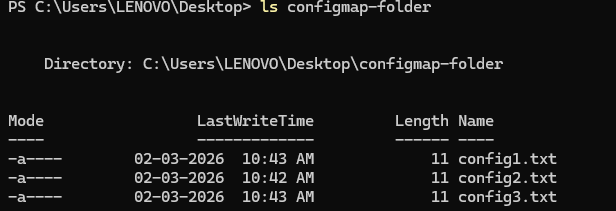 PS C:\Users\LENOVO\Desktop> ls configmap-folder
Directory: C:\Users\LENOVO\Desktop\configmap-folder
Mode LastWriteTime Length Name
---- ------------- ------ ----
-a---- 02-03-2026 10:43 AM 11 config1.txt
-a---- 02-03-2026 10:42 AM 11 config2.txt
-a---- 02-03-2026 10:43 AM 11 config3.txt